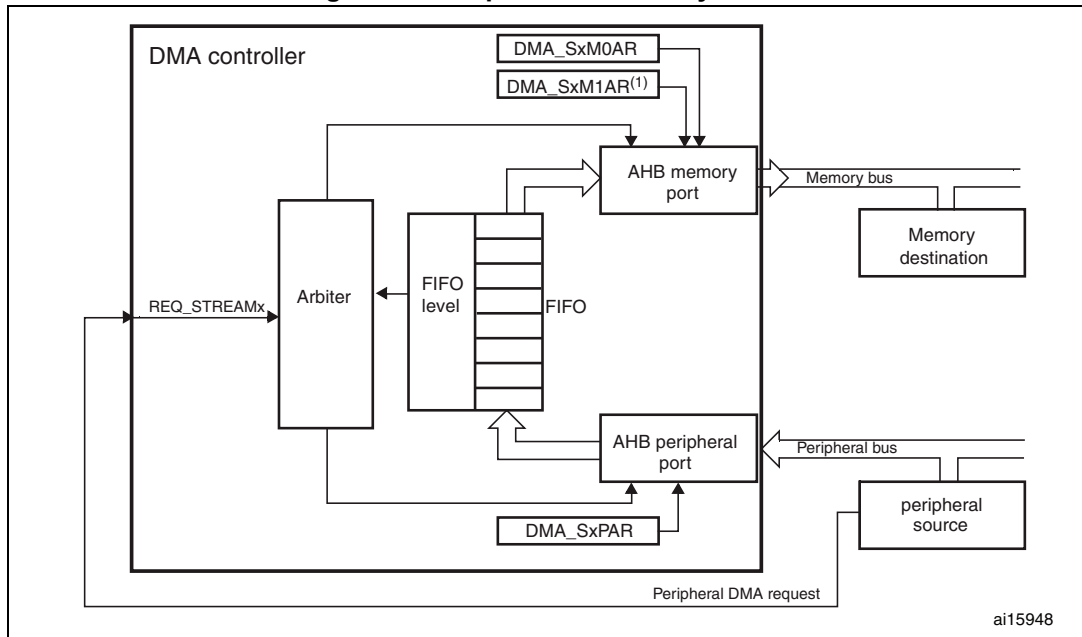 DMA controller
DMA_SxM0AR
DMA_SxM1AR(1)
AHB memory
port
Memory bus
Memory
destination
REQ_STREAMx
Arbiter
FIFO
level
FIFO
AHB peripheral
port
Peripheral bus
peripheral
source
DMA_SxPAR
Peripheral DMA request
ai15948